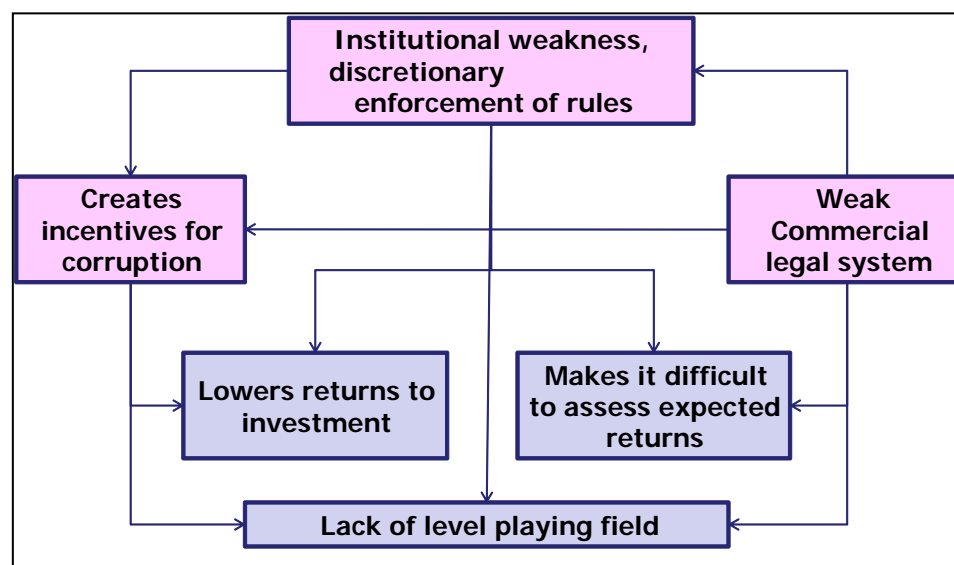 Institutional weakness,
discretionary
enforcement of rules
Creates
incentives for
corruption
Weak
Commercial
legal system
Lowers returns to
investment
Makes it difficult
to assess expected
returns
Lack of level playing field